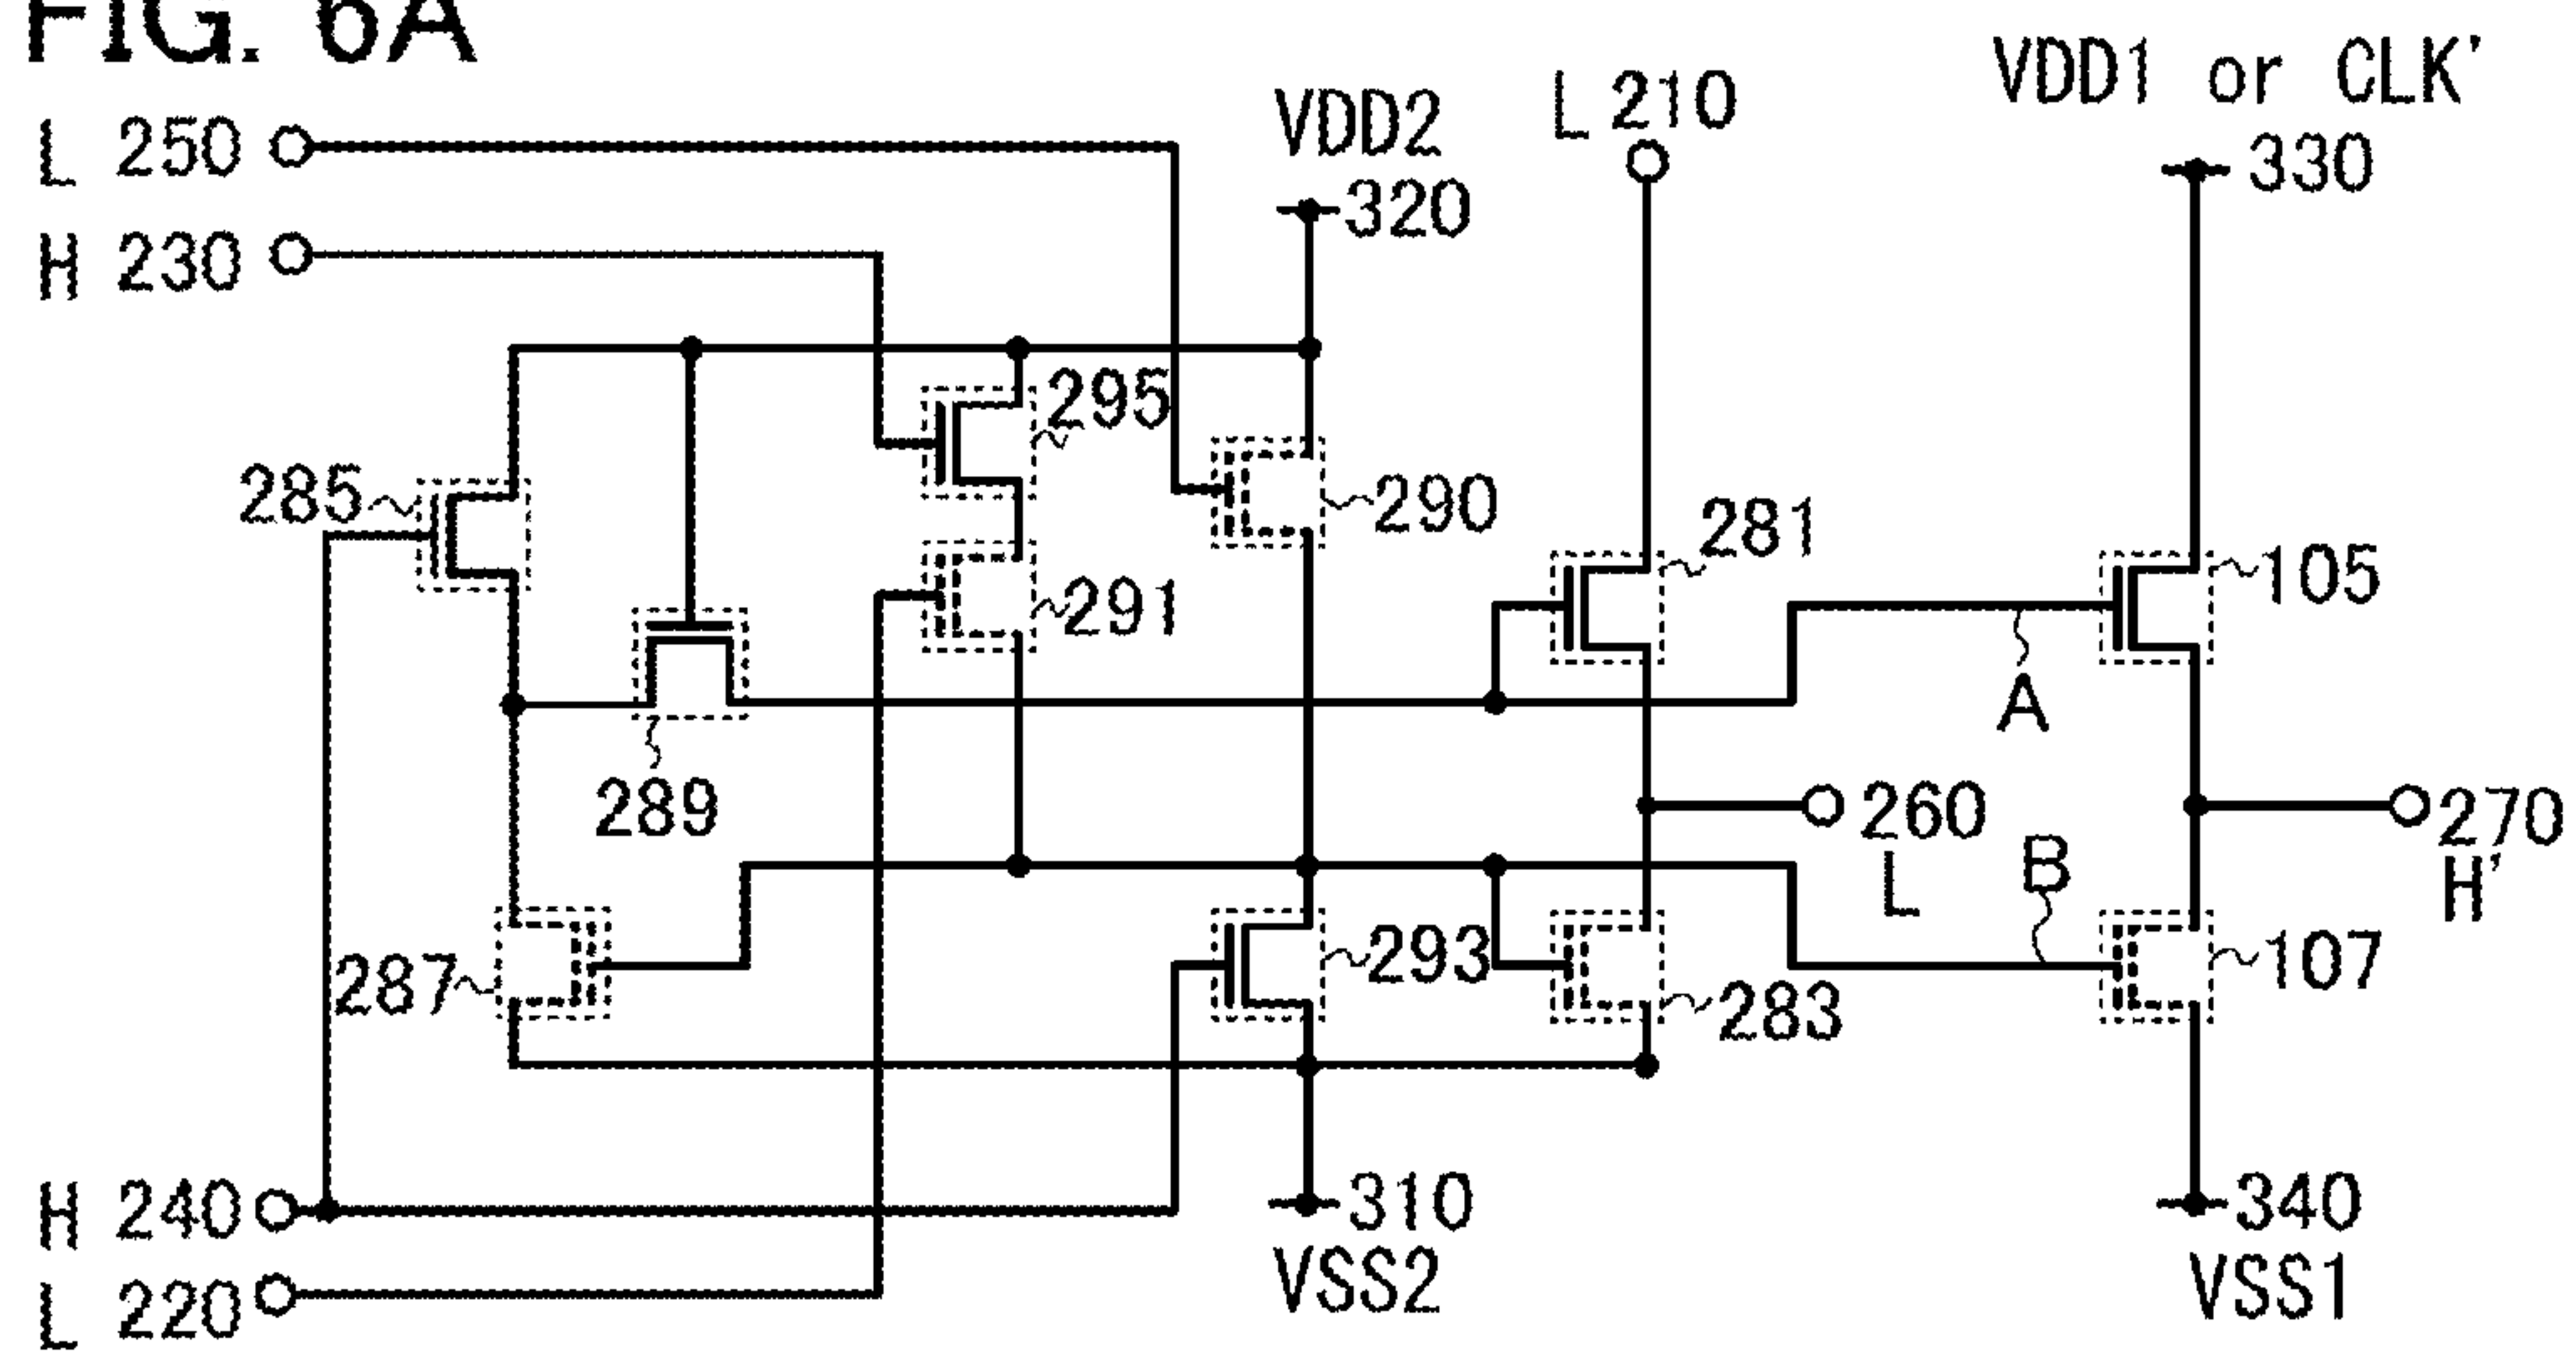 FIG. 6A
VDD1 or CLK'
L 210
VDD2
L 250
330
320
H 230
295
285
290
281
105
291
A
289
260
270
L
B
H'
293
107
287
283
H 240
310
340
VSS2
VSS1
L 220